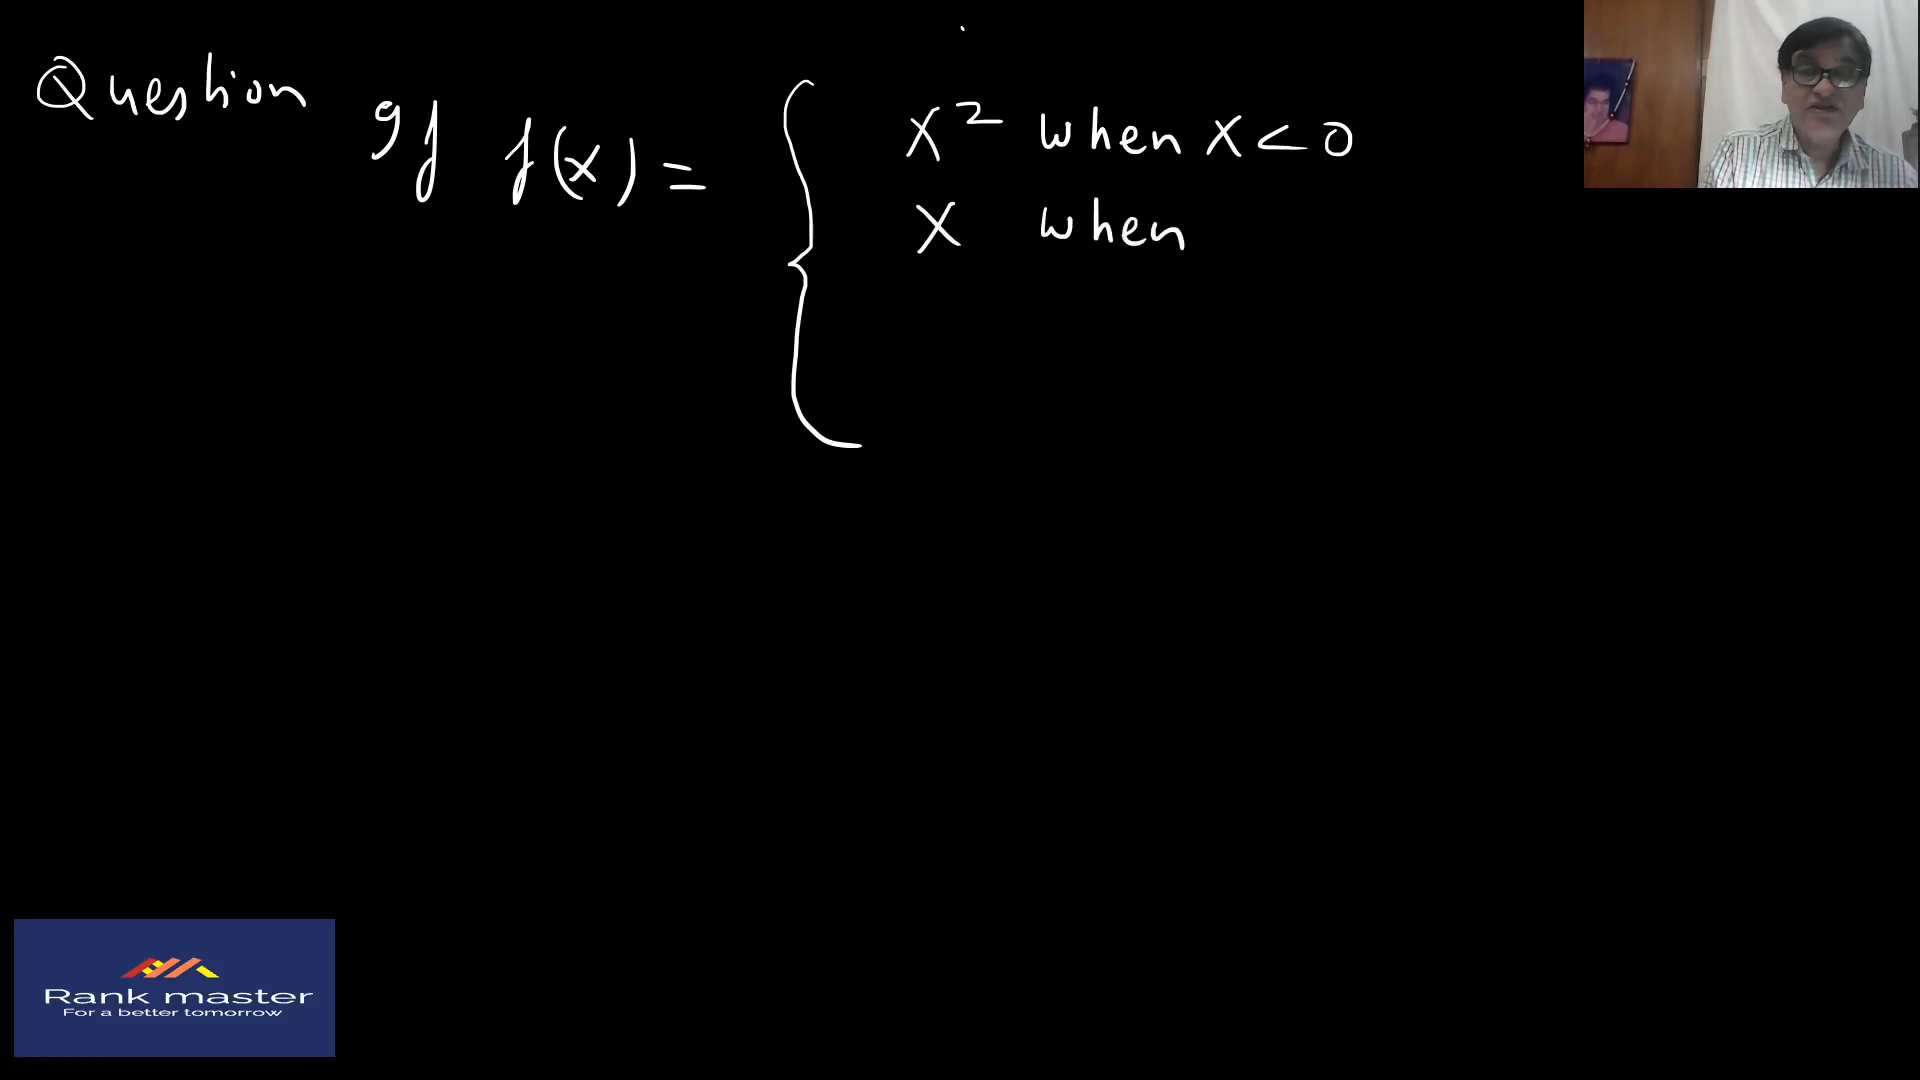 Question If f(x) = { x² when x < 0
x when
Rank master
For a better tomorrow